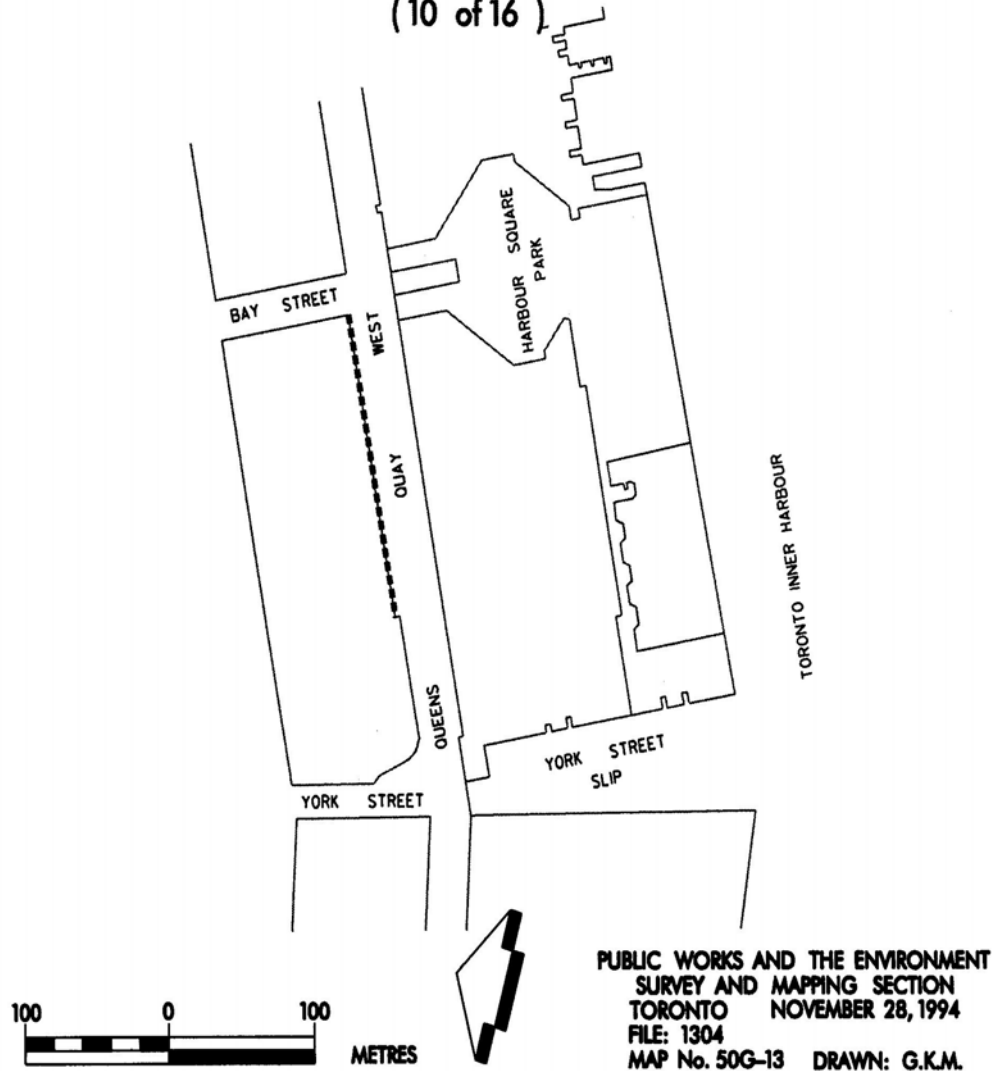 (10 of 16)
HARBOUR SQUARE
PARK
BAY STREET
WEST
QUAY
QUEENS
TORONTO INNER HARBOUR
YORK STREET
SLIP
YORK STREET
100 0 100
METRES
PUBLIC WORKS AND THE ENVIRONMENT
SURVEY AND MAPPING SECTION
TORONTO NOVEMBER 28, 1994
FILE: 1304
MAP No. 50G-13 DRAWN: G.K.M.